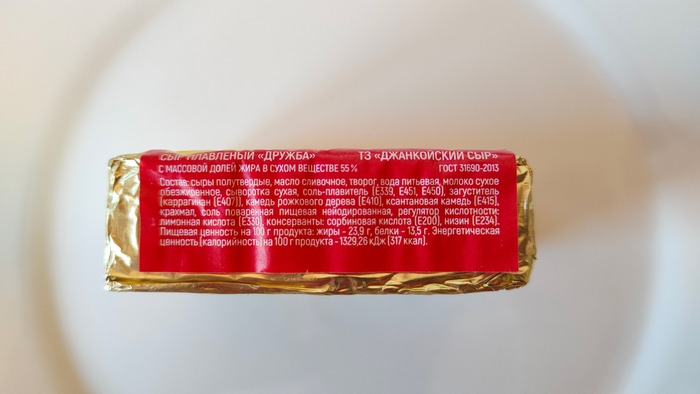 СЫР ПЛАВЛЕНЫЙ «ДРУЖБА» ТЗ «ДЖАНКОЙСКИЙ СЫР»
С МАССОВОЙ ДОЛЕЙ ЖИРА В СУХОМ ВЕЩЕСТВЕ 55 % ГОСТ 31690-2013
Состав: сыры полутвердые, масло сливочное, творог, вода питьевая, молоко сухое
обезжиренное, сыворотка сухая, соль-плавитель (Е339, Е451, Е450), загуститель
(каррагинан (Е407)), камедь рожкового дерева (Е410), ксантановая камедь (Е415),
крахмал, соль поваренная пищевая нейодированная, регулятор кислотности:
лимонная кислота (Е330), консерванты: сорбиновая кислота (Е200), низин (Е234).
Пищевая ценность на 100 г продукта: жиры - 23,9 г, белки - 13,5 г. Энергетическая
ценность (калорийность) на 100 г продукта - 1329,26 кДж (317 ккал).